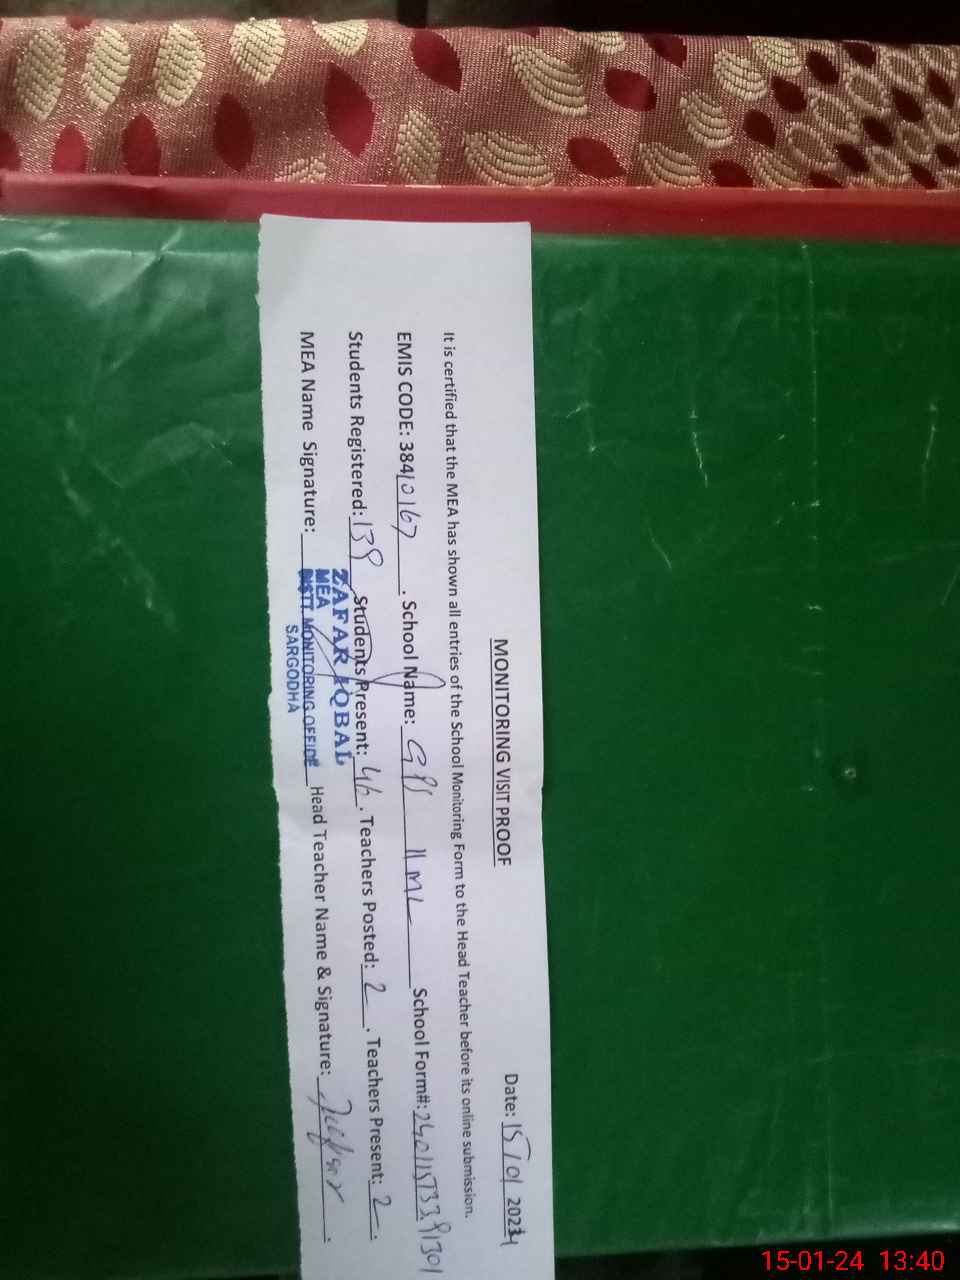 MONITORING VISIT PROOF
Date: 15/01 2024
It is certified that the MEA has shown all entries of the School Monitoring Form to the Head Teacher before its online submission.
EMIS CODE: 38410167. School Name: GPS 11 ML School Form#:
Students Registered: 139 Students Present: . Teachers Posted: 2. Teachers Present: 2.
MEA Name Signature: Head Teacher Name & Signature:
ZAFAR IQBAL
MEA
DISTT. MONITORING OFFICE
SARGODHA
15-01-24 13:40